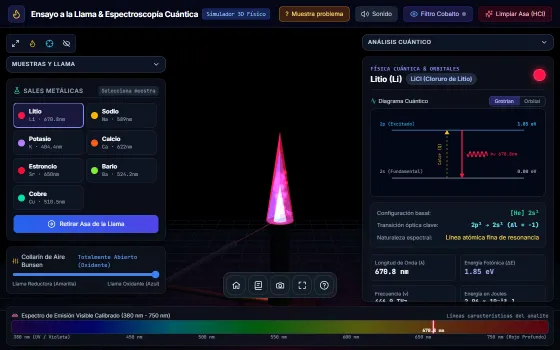 Ensayo a la Llama & Espectroscopía Cuántica
Simulador 3D Físico
? Muestra problema
Sonido
Filtro Cobalto
Limpiar Asa (HCl)
MUESTRAS Y LLAMA
SALES METÁLICAS
Selecciona muestra
Litio
Li · 670.8nm
Sodio
Na · 589nm
Potasio
K · 404.4nm
Calcio
Ca · 622nm
Estroncio
Sr · 650nm
Bario
Ba · 524.2nm
Cobre
Cu · 510.5nm
Retirar Asa de la Llama
Collarín de Aire Bunsen
Totalmente Abierto (Oxidante)
Llama Reductora (Amarilla)
Llama Oxidante (Azul)
ANÁLISIS CUÁNTICO
FÍSICA CUÁNTICA & ORBITALES
Litio (Li)
LiCl (Cloruro de Litio)
Diagrama Cuántico
Grotrian
Orbital
2s (Fundamental)
0.00 eV
1.85 eV
Configuración basal:
[He] 2s¹
Transición óptica clave:
2p¹ → 2s¹ (Δl = -1)
Naturaleza espectral:
Línea atómica fina de resonancia
Longitud de Onda (λ)
670.8 nm
Energía Fotónica (ΔE)
1.85 eV
Frecuencia (ν)
Energía en Joules
Espectro de Emisión Visible Calibrado (380 nm - 750 nm)
Líneas características del analito
670.8 nm
380 nm (UV / Violeta)
450 nm
500 nm
550 nm
600 nm
650 nm
750 nm (Rojo Profundo)